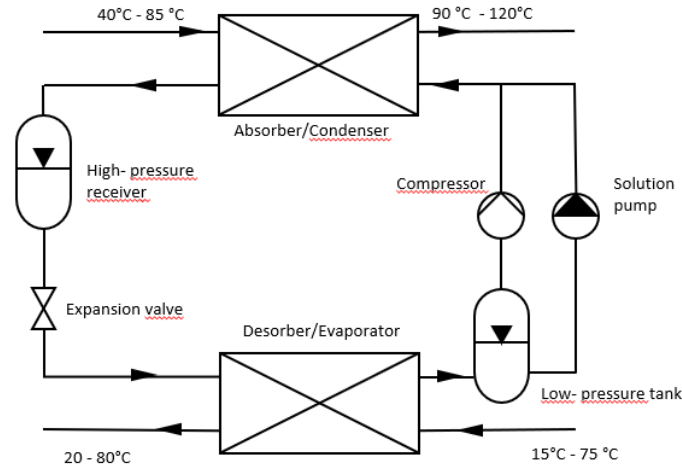 40°C - 85 °C
90 °C - 120°C
Absorber/Condenser
High- pressure
receiver
Compressor
Solution
pump
Expansion valve
Desorber/Evaporator
Low- pressure tank
20 - 80°C
15°C - 75 °C